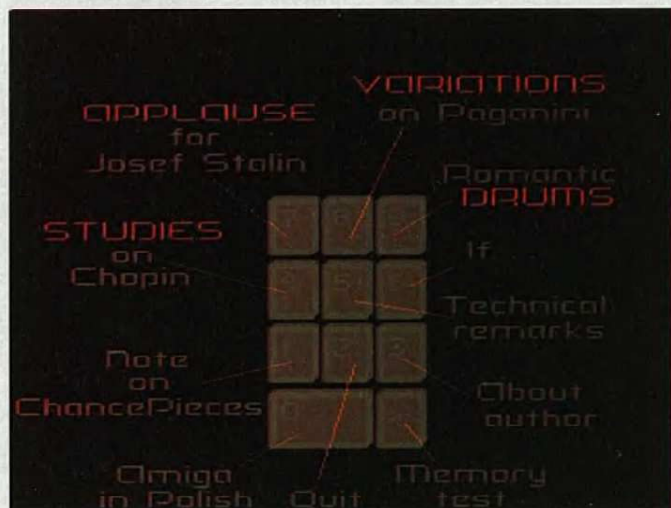 VARIATIONS
on Paganini
APPLAUSE
for
Josef Stalin
Romantic
DRUMS
STUDIES
on
Chopin
If
Technical
remarks
Note
on
ChancePieces
About
author
Amiga
in Polish
Quit
Memory
test